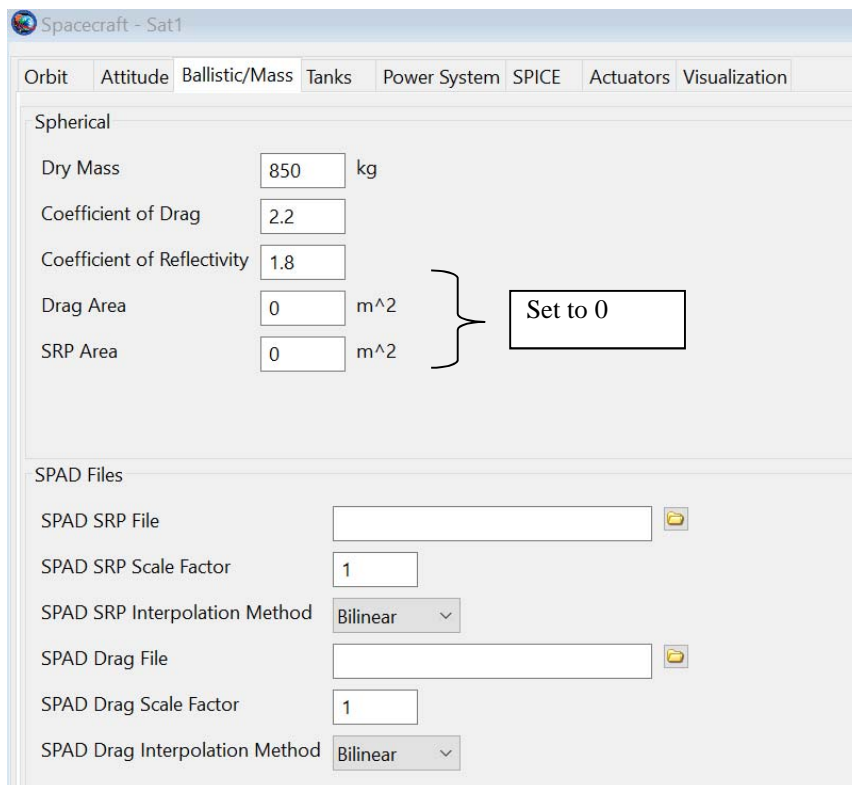 Spacecraft - Sat1
Orbit Attitude Ballistic/Mass Tanks Power System SPICE Actuators Visualization
Spherical
Dry Mass 850 kg
Coefficient of Drag 2.2
Coefficient of Reflectivity 1.8
Drag Area 0 m^2
Set to 0
SRP Area 0 m^2
SPAD Files
SPAD SRP File
SPAD SRP Scale Factor 1
SPAD SRP Interpolation Method Bilinear
SPAD Drag File
SPAD Drag Scale Factor 1
SPAD Drag Interpolation Method Bilinear